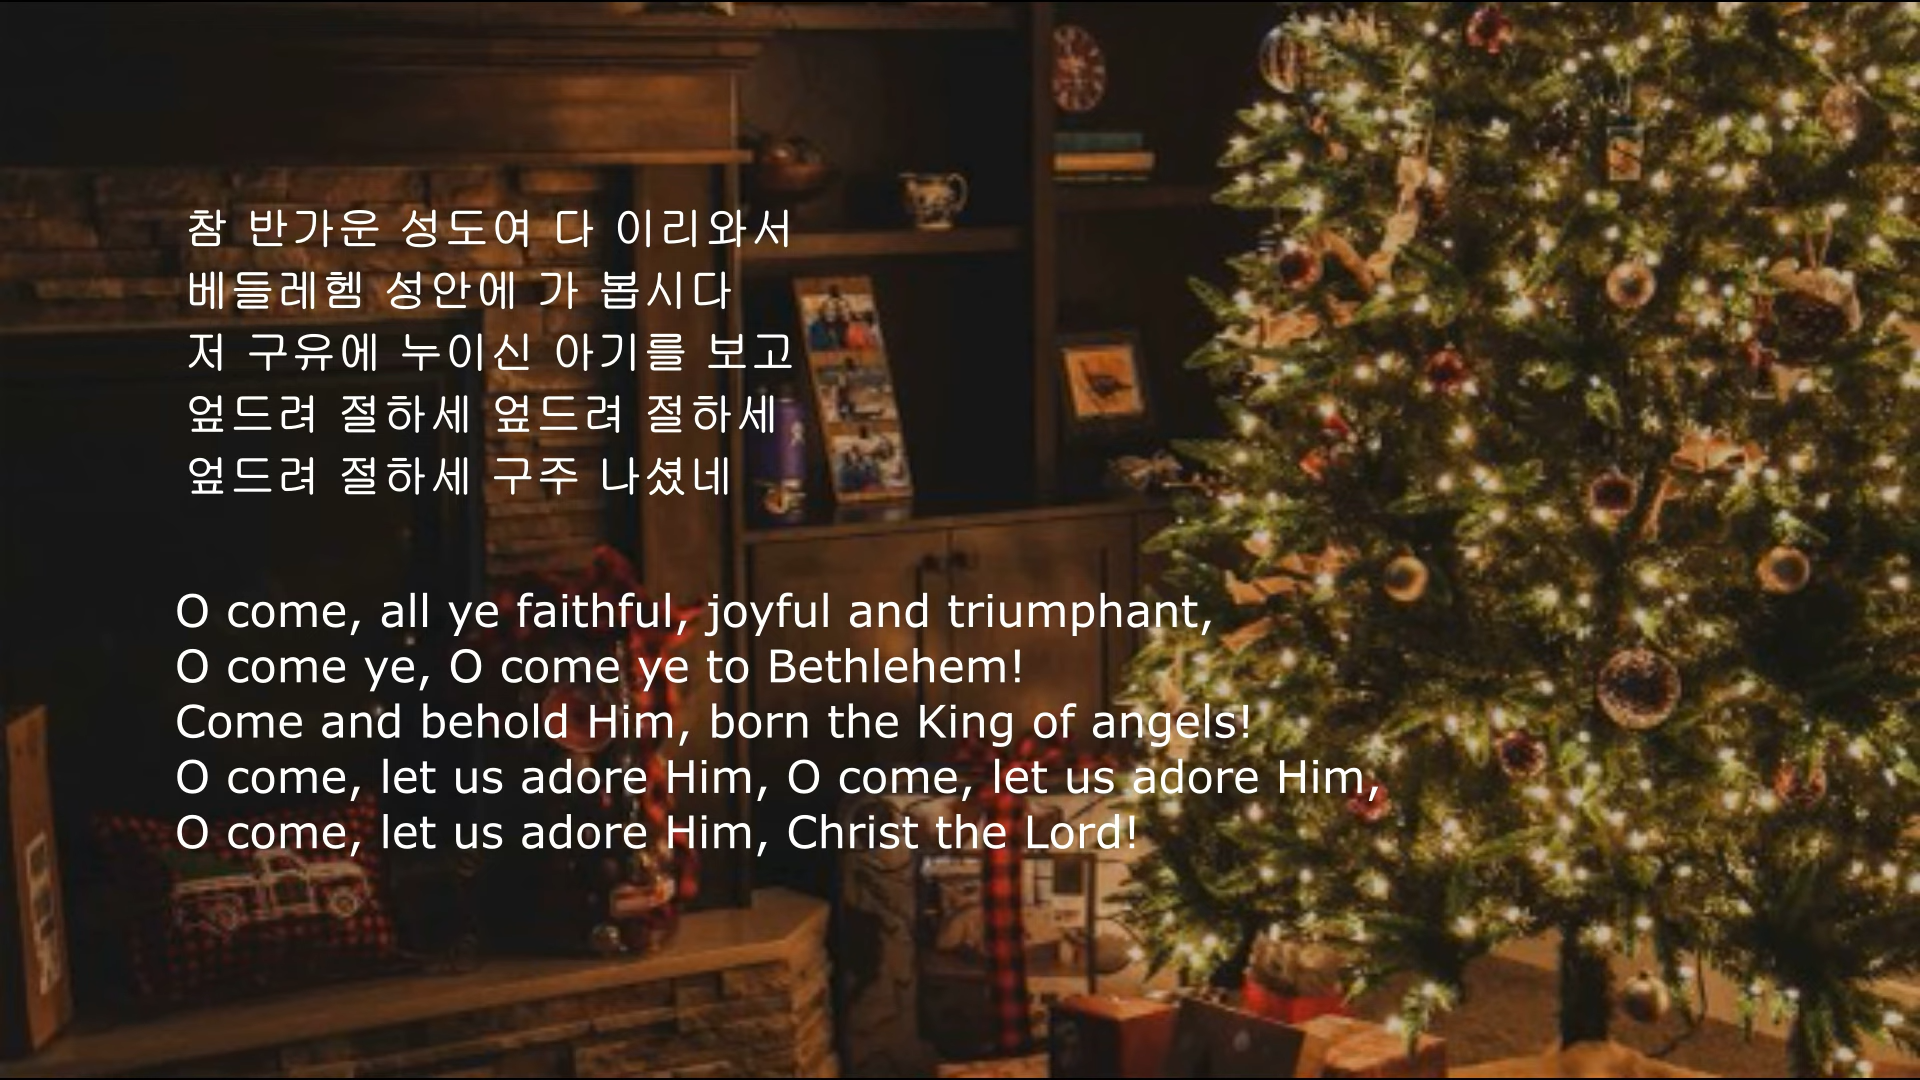 참 반가운 성도여 다 이리와서
베들레헴 성안에 가 봅시다
저 구유에 누이신 아기를 보고
엎드려 절하세 엎드려 절하세
엎드려 절하세 구주 나셨네
O come, all ye faithful, joyful and triumphant,
O come ye, O come ye to Bethlehem!
Come and behold Him, born the King of angels!
O come, let us adore Him, O come, let us adore Him,
O come, let us adore Him, Christ the Lord!